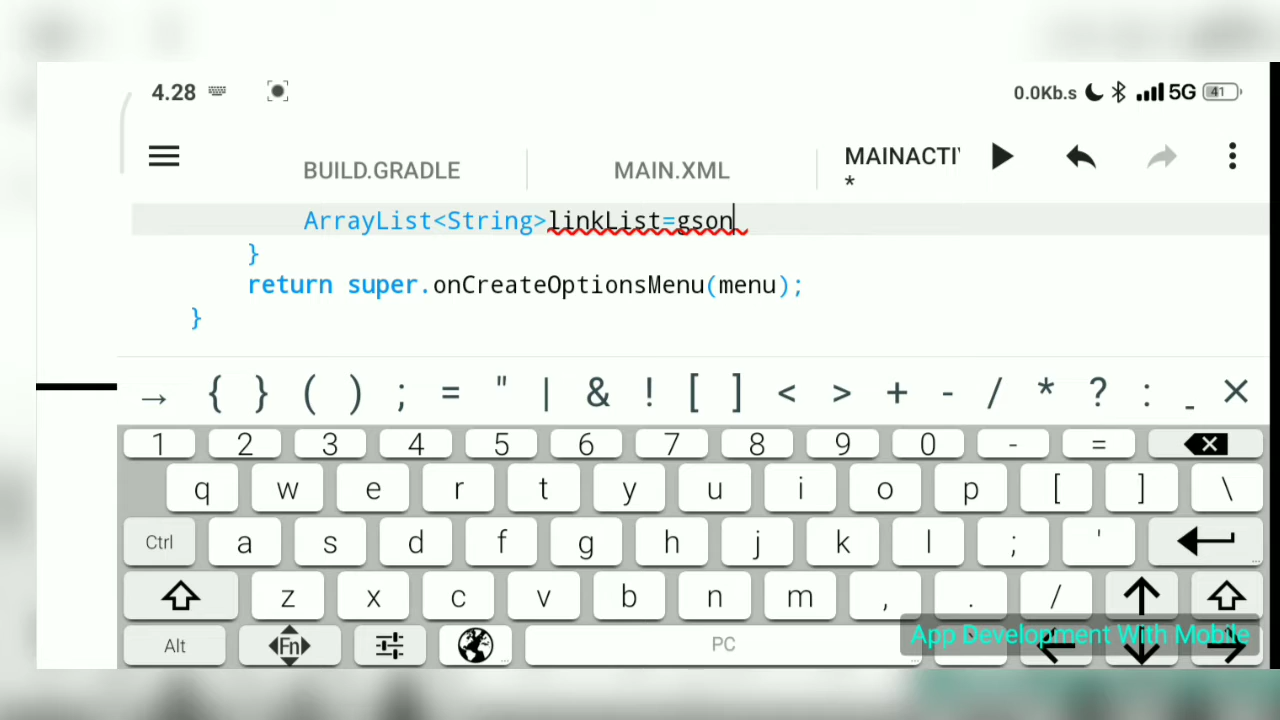 4.28
0.0Kb.s 5G 41
BUILD.GRADLE MAIN.XML MAINACTI
*
ArrayList<String>linkList=gson
}
return super.onCreateOptionsMenu(menu);
}
→ { } ( ) ; = " | & ! [ ] < > + - / * ? : _ ×
1 2 3 4 5 6 7 8 9 0 - =
q w e r t y u i o p [ ] \
Ctrl a s d f g h j k l ; '
z x c v b n m , . /
Alt Fn PC
App Development With Mobile